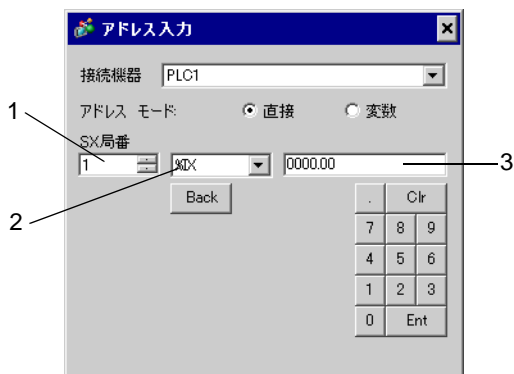 アドレス入力
接続機器 PLC1
1 アドレス モード: 直接 変数
SX局番
1 %IX 0000.00 3
2 Back . Clr
7 8 9
4 5 6
1 2 3
0 Ent